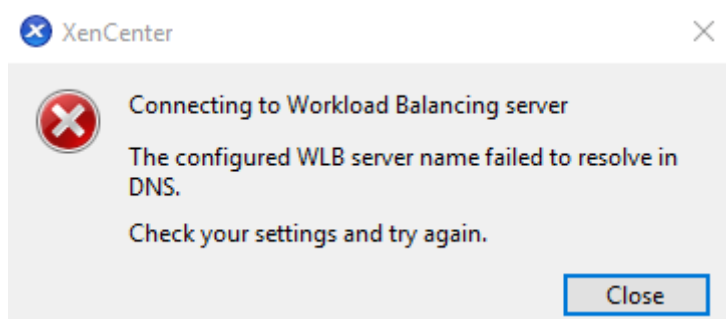 XenCenter
Connecting to Workload Balancing server
The configured WLB server name failed to resolve in
DNS.
Check your settings and try again.
Close